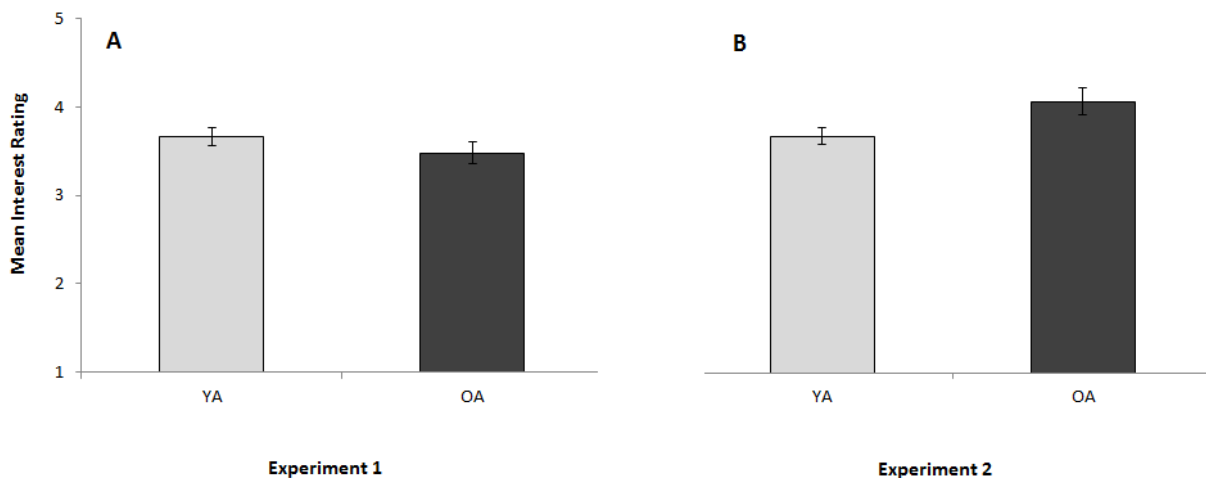 A
B
Mean Interest Rating
5
4
3
2
1
YA
OA
YA
OA
Experiment 1
Experiment 2